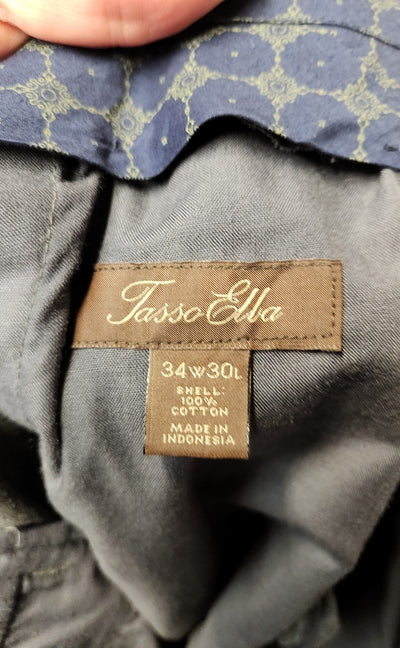 Tasso Elba
34W30L
SHELL:
100%
COTTON
MADE IN
INDONESIA